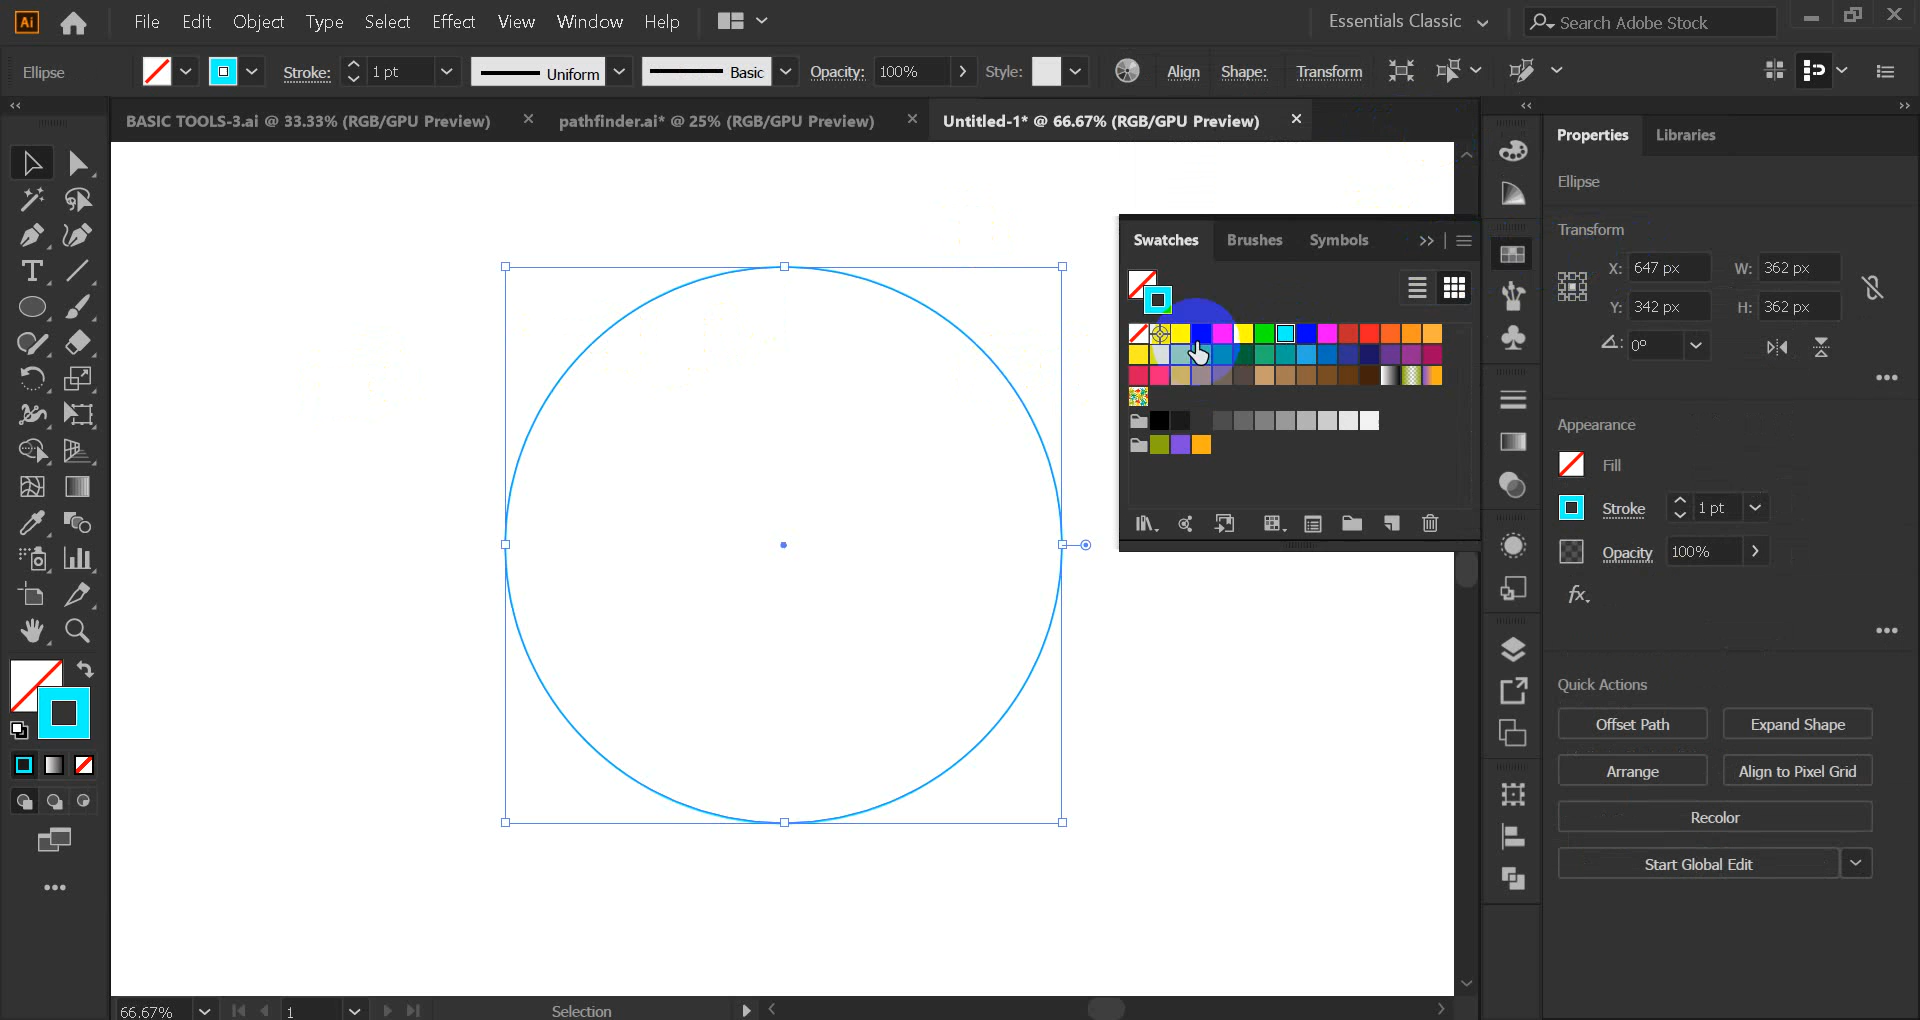 Ai File Edit Object Type Select Effect View Window Help Essentials Classic Search Adobe Stock
Ellipse Stroke: 1 pt Uniform Basic Opacity: 100% Style: Align Shape: Transform
BASIC TOOLS-3.ai @ 33.33% (RGB/GPU Preview) pathfinder.ai* @ 25% (RGB/GPU Preview) Untitled-1* @ 66.67% (RGB/GPU Preview)
Properties Libraries
Ellipse
Transform
X: 647 px W: 362 px
Y: 342 px H: 362 px
0°
Swatches Brushes Symbols
Appearance
Fill
Stroke 1 pt
Opacity 100%
fx.
Quick Actions
Offset Path Expand Shape
Arrange Align to Pixel Grid
Recolor
Start Global Edit
66.67% 1 Selection